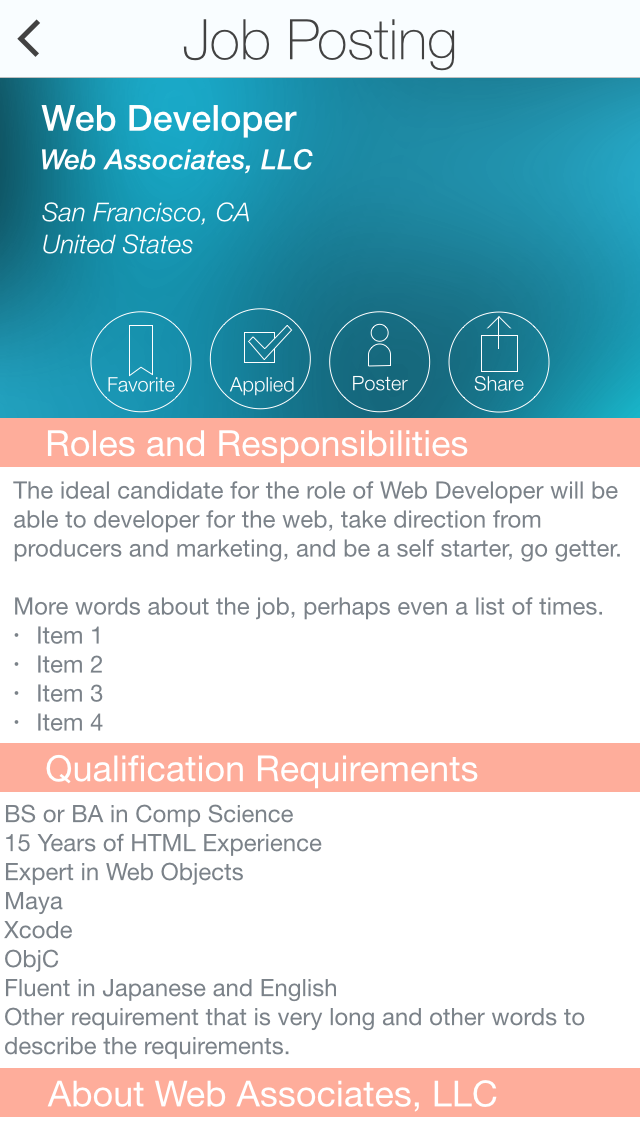 Job Posting
Web Developer
Web Associates, LLC
San Francisco, CA
United States
Favorite Applied Poster Share
Roles and Responsibilities
The ideal candidate for the role of Web Developer will be
able to developer for the web, take direction from
producers and marketing, and be a self starter, go getter.
More words about the job, perhaps even a list of times.
• Item 1
• Item 2
• Item 3
• Item 4
Qualification Requirements
BS or BA in Comp Science
15 Years of HTML Experience
Expert in Web Objects
Maya
Xcode
ObjC
Fluent in Japanese and English
Other requirement that is very long and other words to
describe the requirements.
About Web Associates, LLC